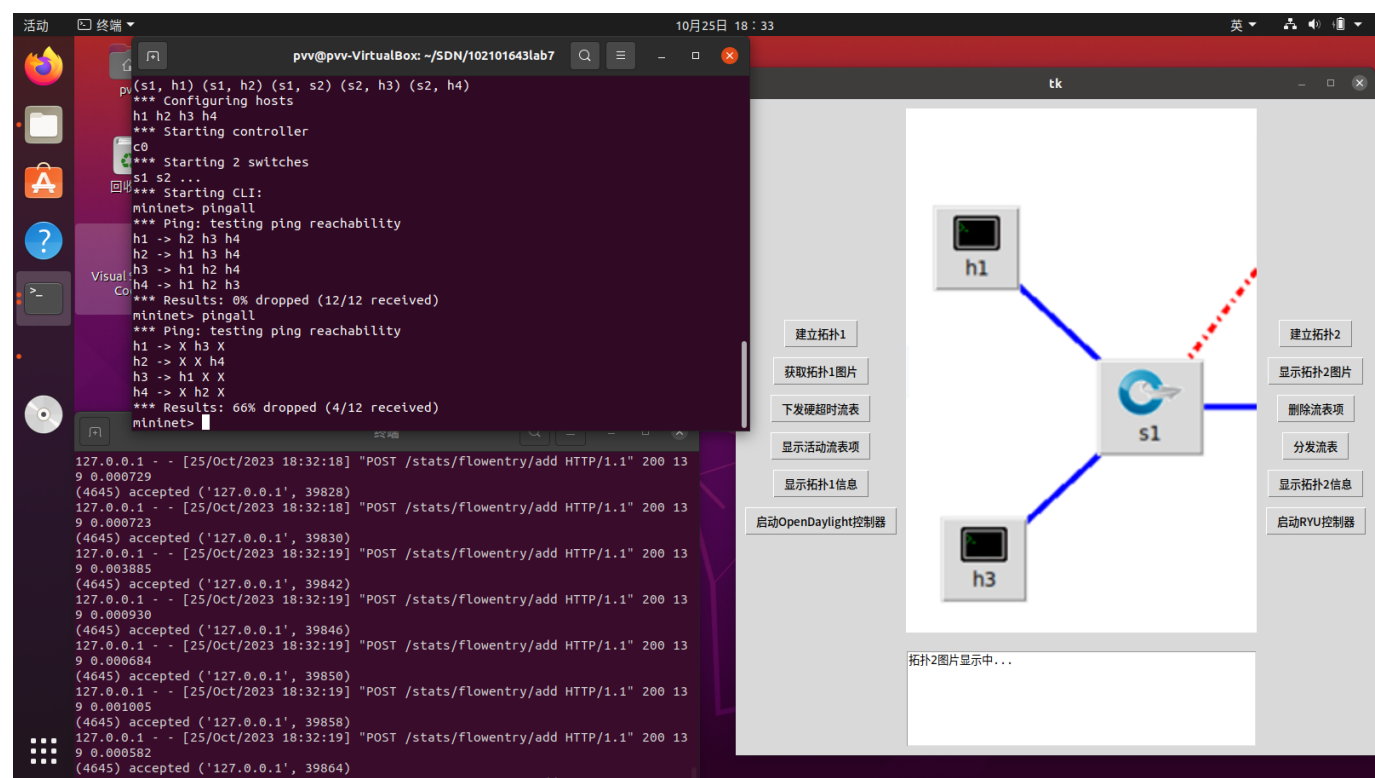 活动
终端
10月25日 18：33
英
pvv@pvv-VirtualBox: ~/SDN/102101643lab7
(s1, h1) (s1, h2) (s1, s2) (s2, h3) (s2, h4)
*** Configuring hosts
h1 h2 h3 h4
*** Starting controller
c0
*** Starting 2 switches
s1 s2 ...
*** Starting CLI:
mininet> pingall
*** Ping: testing ping reachability
h1 -> h2 h3 h4
h2 -> h1 h3 h4
h3 -> h1 h2 h4
h4 -> h1 h2 h3
*** Results: 0% dropped (12/12 received)
mininet> pingall
*** Ping: testing ping reachability
h1 -> X h3 X
h2 -> X X h4
h3 -> h1 X X
h4 -> X h2 X
*** Results: 66% dropped (4/12 received)
mininet>
Visual
终端
127.0.0.1 - - [25/Oct/2023 18:32:18] "POST /stats/flowentry/add HTTP/1.1" 200 13
9 0.000729
(4645) accepted ('127.0.0.1', 39828)
127.0.0.1 - - [25/Oct/2023 18:32:18] "POST /stats/flowentry/add HTTP/1.1" 200 13
9 0.000723
(4645) accepted ('127.0.0.1', 39830)
127.0.0.1 - - [25/Oct/2023 18:32:19] "POST /stats/flowentry/add HTTP/1.1" 200 13
9 0.003885
(4645) accepted ('127.0.0.1', 39842)
127.0.0.1 - - [25/Oct/2023 18:32:19] "POST /stats/flowentry/add HTTP/1.1" 200 13
9 0.000930
(4645) accepted ('127.0.0.1', 39846)
127.0.0.1 - - [25/Oct/2023 18:32:19] "POST /stats/flowentry/add HTTP/1.1" 200 13
9 0.000684
(4645) accepted ('127.0.0.1', 39850)
127.0.0.1 - - [25/Oct/2023 18:32:19] "POST /stats/flowentry/add HTTP/1.1" 200 13
9 0.001005
(4645) accepted ('127.0.0.1', 39858)
127.0.0.1 - - [25/Oct/2023 18:32:19] "POST /stats/flowentry/add HTTP/1.1" 200 13
9 0.000582
(4645) accepted ('127.0.0.1', 39864)
tk
建立拓扑1
获取拓扑1图片
下发硬超时流表
显示活动流表项
显示拓扑1信息
启动OpenDaylight控制器
h1
s1
h3
拓扑2图片显示中...
建立拓扑2
显示拓扑2图片
删除流表项
分发流表
显示拓扑2信息
启动RYU控制器